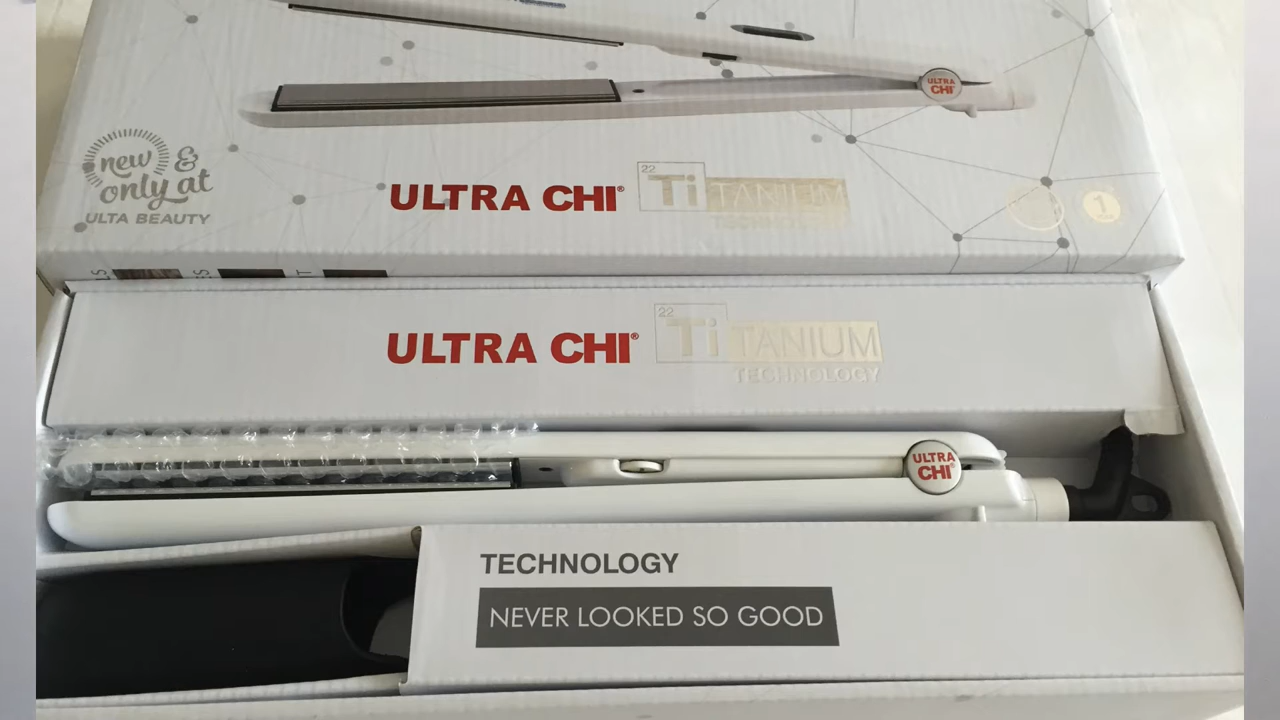 ULTRA
CHI
new &
only at
ULTA BEAUTY
ULTRA CHI®
22
Ti TANIUM
1
ULTRA CHI®
22
Ti TANIUM
TECHNOLOGY
ULTRA
CHI
TECHNOLOGY
NEVER LOOKED SO GOOD